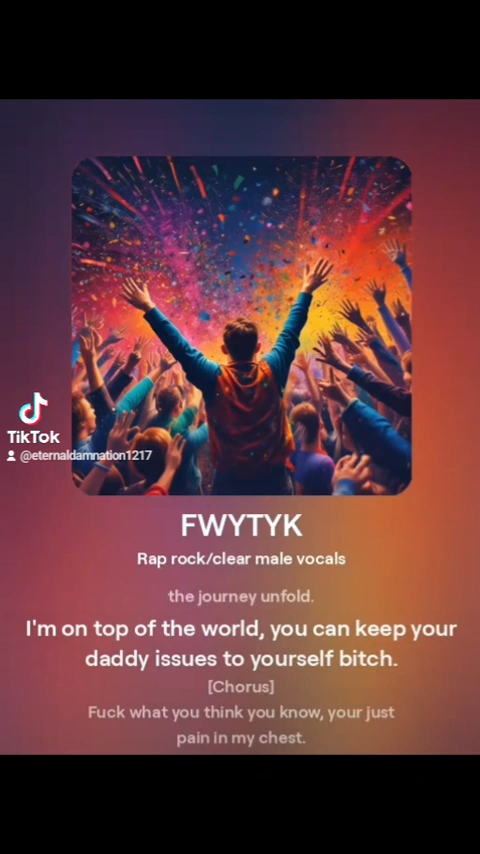 TikTok
@eternaldamnation1217
FWYTYK
Rap rock/clear male vocals
the journey unfold.
I'm on top of the world, you can keep your
daddy issues to yourself bitch.
[Chorus]
Fuck what you think you know, your just
pain in my chest.